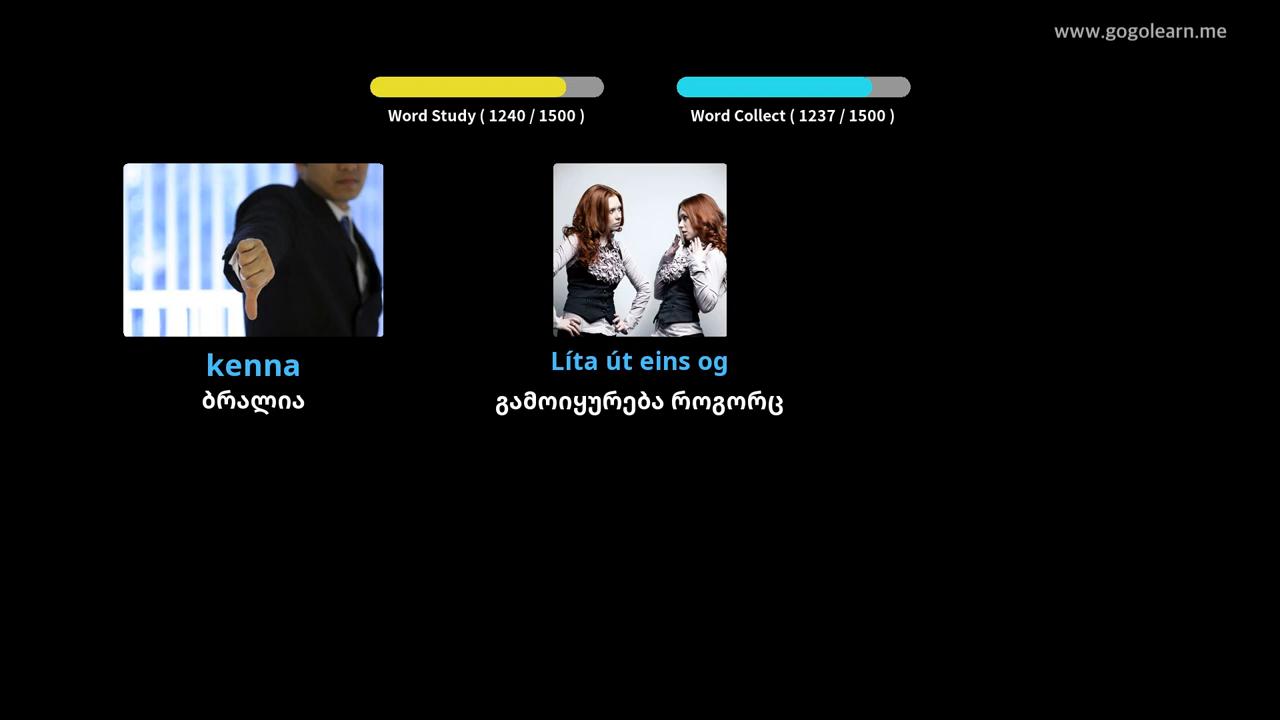 www.gogolearn.me
Word Study ( 1240 / 1500 )
Word Collect ( 1237 / 1500 )
kenna
ბრალია
Líta út eins og
გამოიყურება როგორც